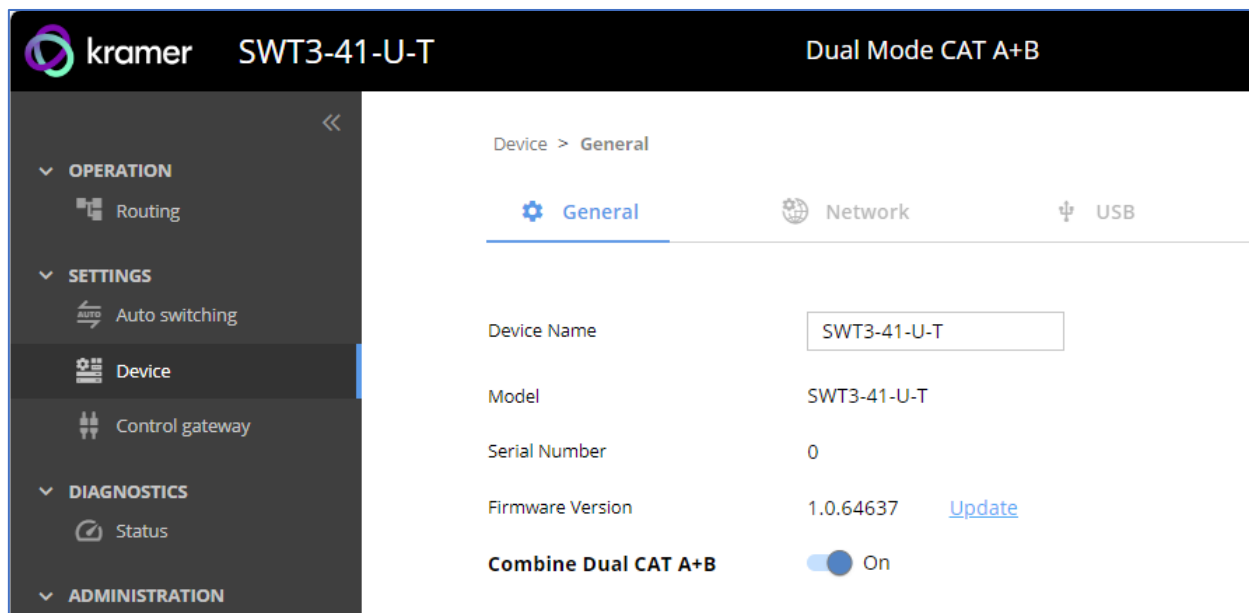 kramer SWT3-41-U-T Dual Mode CAT A+B
Device > General
OPERATION
Routing
General Network USB
SETTINGS
AUTO Auto switching
Device Name SWT3-41-U-T
Device
Model SWT3-41-U-T
Control gateway
Serial Number 0
DIAGNOSTICS
Firmware Version 1.0.64637 Update
Status
Combine Dual CAT A+B On
ADMINISTRATION